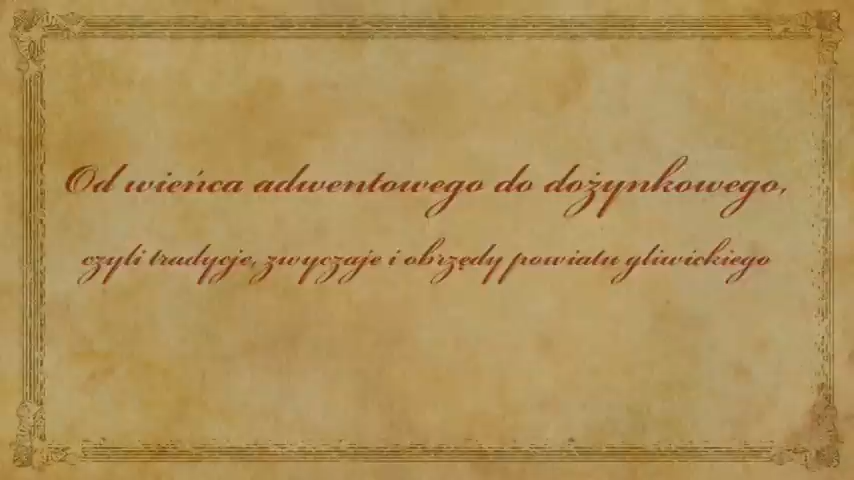 Od wieńca adwentowego do dożynkowego,
czyli tradycje, zwyczaje i obrzędy powiatu gliwickiego